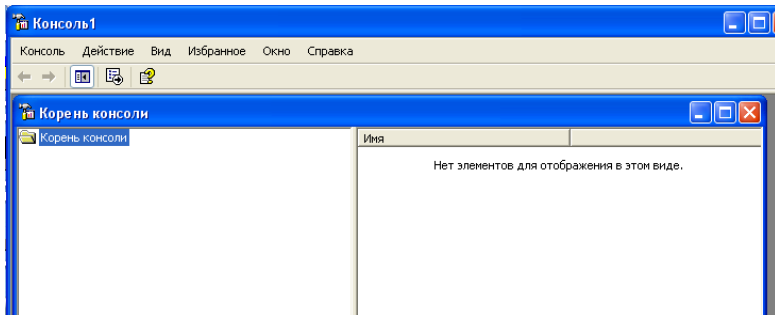 Консоль1
Консоль Действие Вид Избранное Окно Справка
Корень консоли
Корень консоли
Имя
Нет элементов для отображения в этом виде.